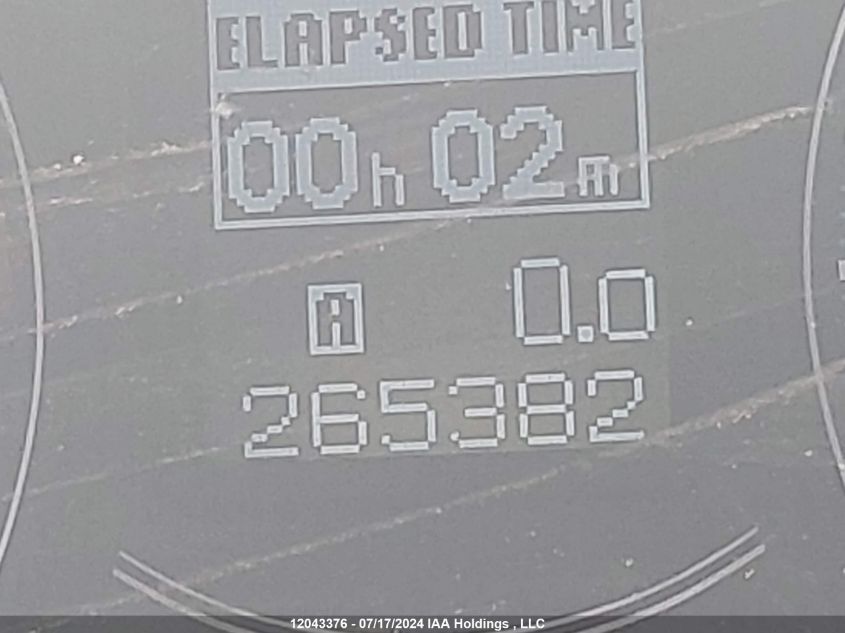 ELAPSED TIME
00h 02m
A 0.0
265382
12043376 - 07/17/2024 IAA Holdings , LLC